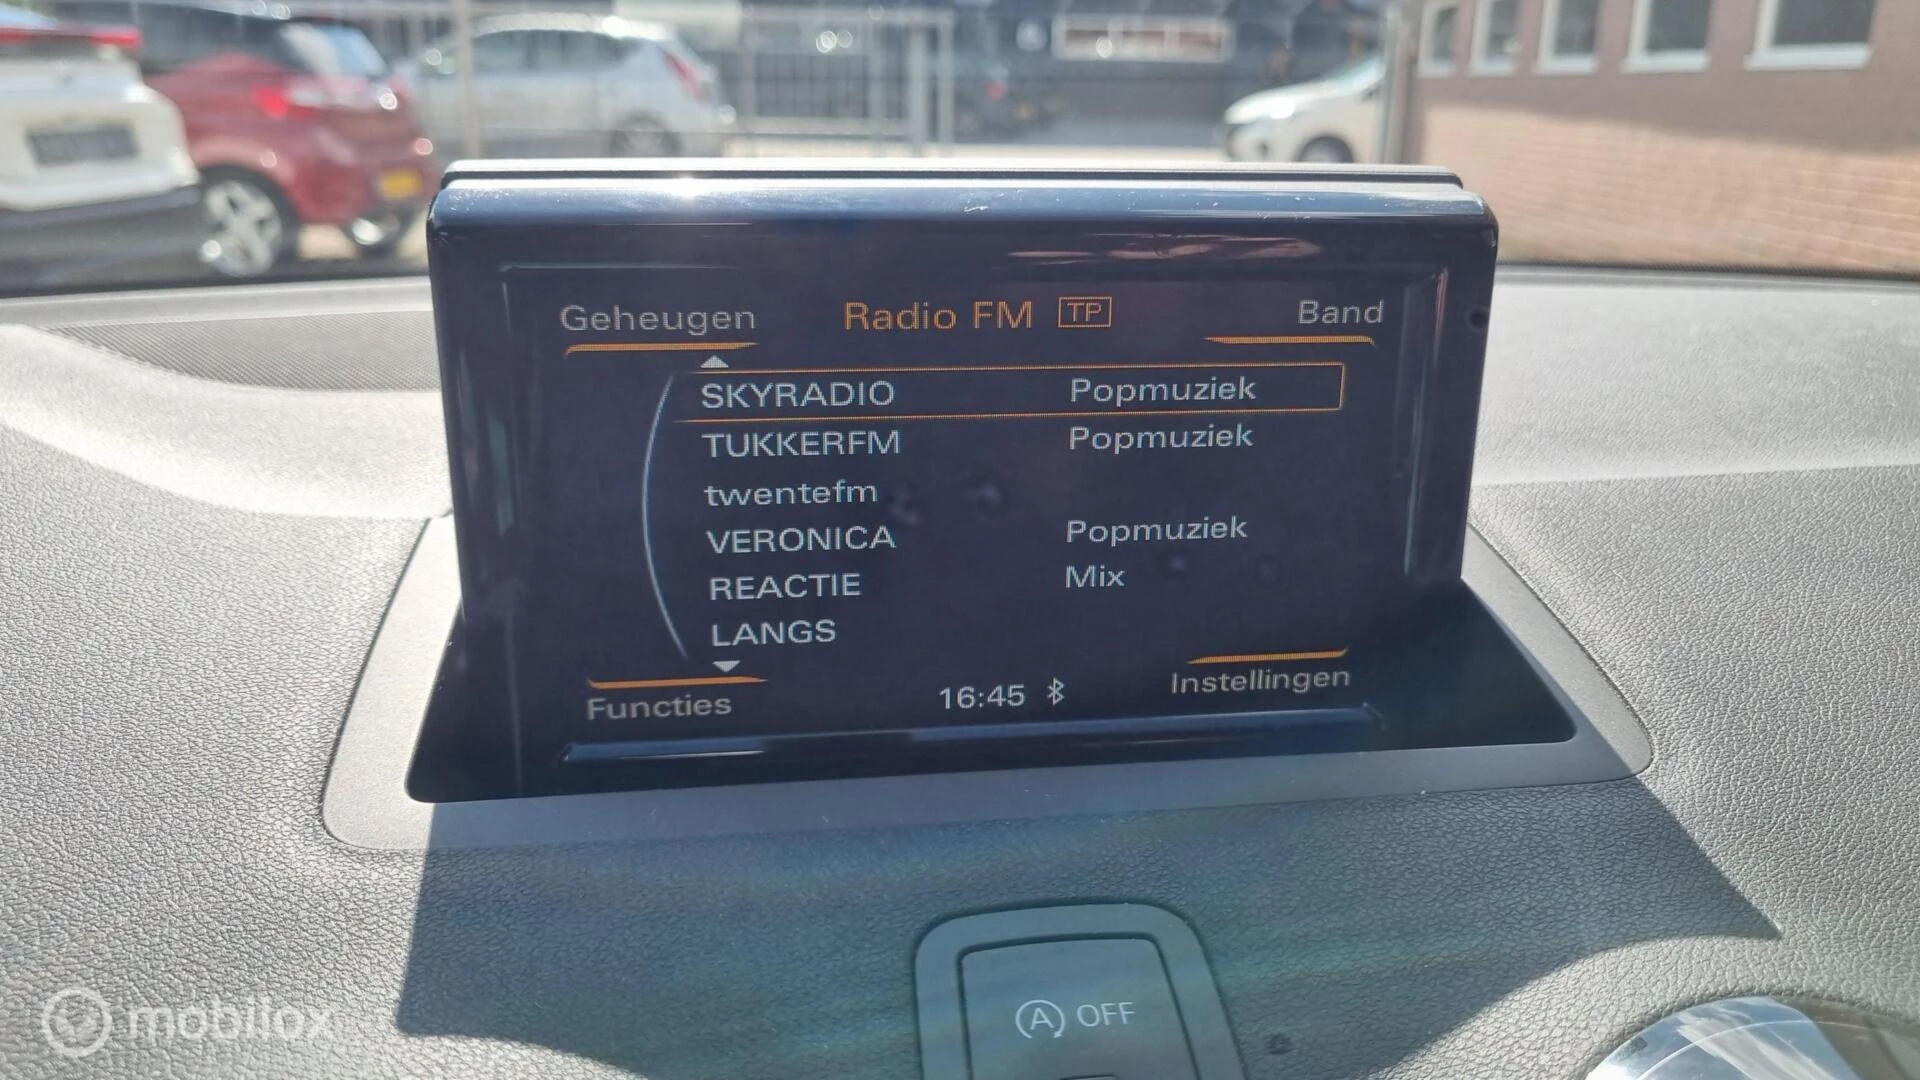 Geheugen Radio FM TP Band
SKYRADIO Popmuziek
TUKKERFM Popmuziek
twentefm
VERONICA Popmuziek
REACTIE Mix
LANGS
Functies 16:45 Instellingen
A OFF
mobilox